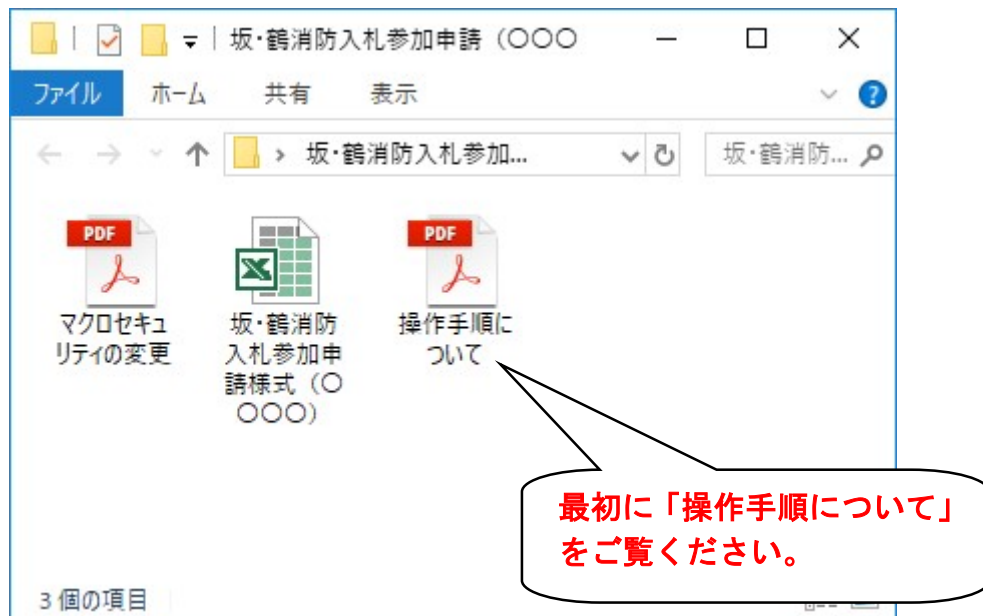 坂・鶴消防入札参加申請（〇〇〇
ファイル ホーム 共有 表示
坂・鶴消防入札参加... 坂・鶴消防...
PDF
マクロセキュ
リティの変更
坂・鶴消防
入札参加申
請様式（〇
〇〇〇）
PDF
操作手順に
ついて
最初に「操作手順について」
をご覧ください。
3 個の項目